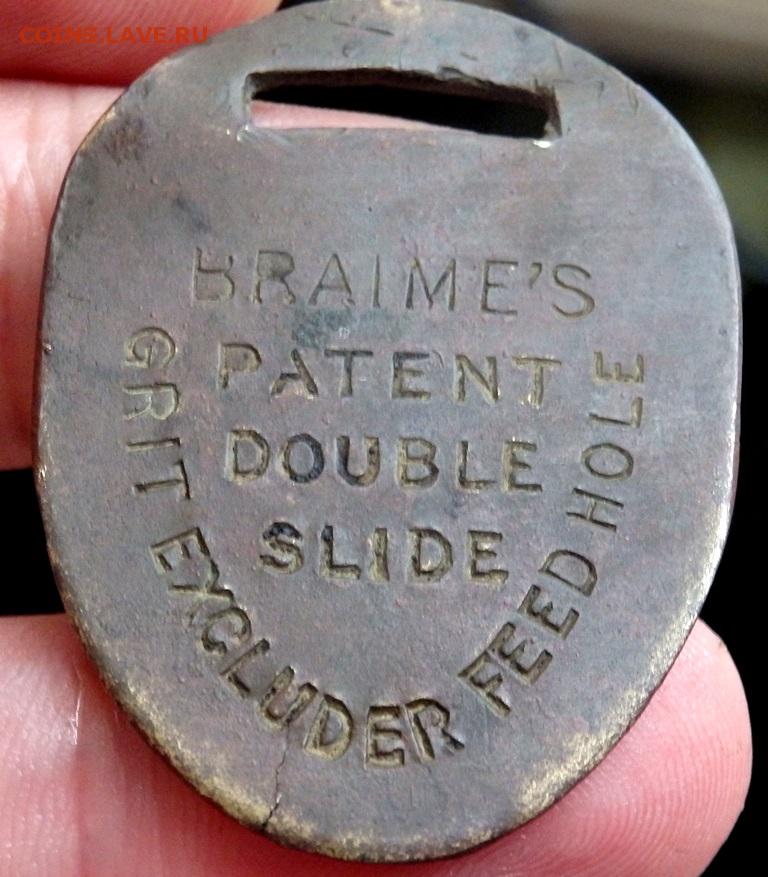 COINS.LAVE.RU
BRAIME'S
PATENT
DOUBLE
SLIDE
GRIT EXCLUDER FEED HOLE